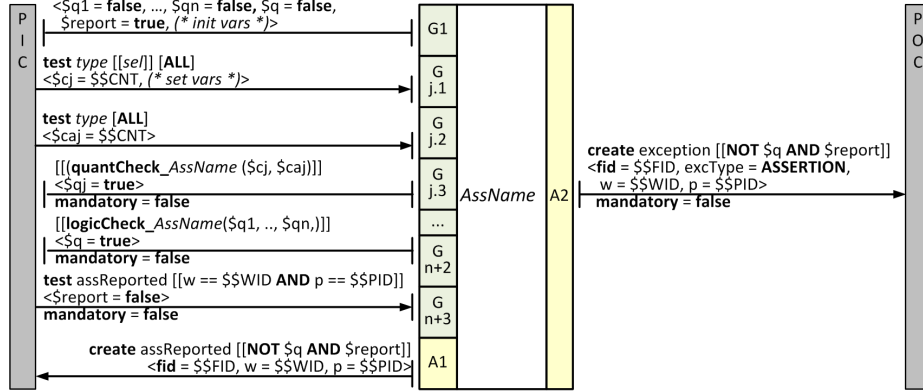 <$q1 = false, …, $qn = false, $q = false,
$report = true, (* init vars *)>
P
I
C
G1
test type [[sel]] [ALL]
<$cj = $$CNT, (* set vars *)>
G
j.1
test type [ALL]
<$caj = $$CNT>
G
j.2
[[(quantCheck_AssName ($cj, $caj)]]
<$qj = true>
mandatory = false
G
j.3
...
[[logicCheck_AssName($q1, .., $qn,)]]
<$q = true>
mandatory = false
G
n+2
test assReported [[w == $$WID AND p == $$PID]]
<$report = false>
mandatory = false
G
n+3
create assReported [[NOT $q AND $report]]
<fid = $$FID, w = $$WID, p = $$PID>
A1
AssName
A2
create exception [[NOT $q AND $report]]
<fid = $$FID, excType = ASSERTION,
w = $$WID, p = $$PID>
mandatory = false
P
O
C